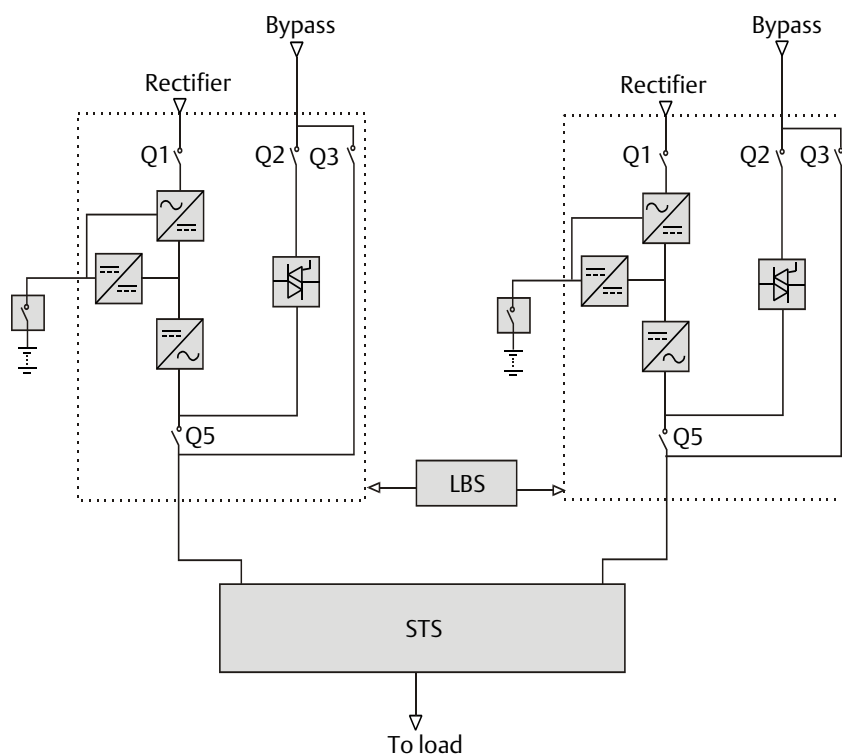 Bypass
Bypass
Rectifier
Rectifier
Q1
Q2
Q3
Q1
Q2
Q3
Q5
Q5
LBS
STS
To load